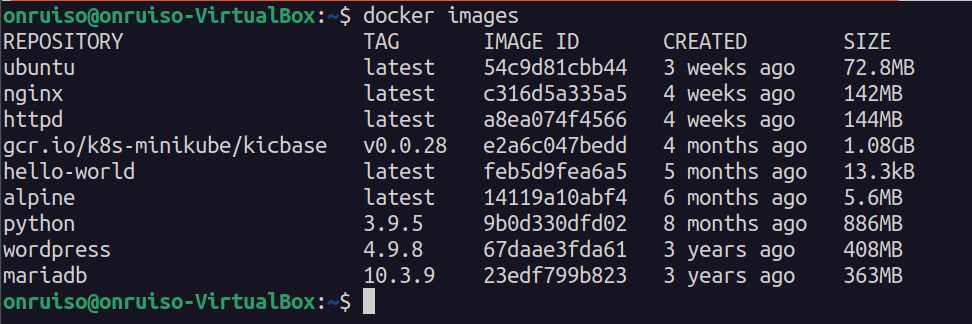 onruiso@onruiso-VirtualBox:~$ docker images
REPOSITORY TAG IMAGE ID CREATED SIZE
ubuntu latest 54c9d81cbb44 3 weeks ago 72.8MB
nginx latest c316d5a335a5 4 weeks ago 142MB
httpd latest a8ea074f4566 4 weeks ago 144MB
gcr.io/k8s-minikube/kicbase v0.0.28 e2a6c047bedd 4 months ago 1.08GB
hello-world latest feb5d9fea6a5 5 months ago 13.3kB
alpine latest 14119a10abf4 6 months ago 5.6MB
python 3.9.5 9b0d330dfd02 8 months ago 886MB
wordpress 4.9.8 67daae3fda61 3 years ago 408MB
mariadb 10.3.9 23edf799b823 3 years ago 363MB
onruiso@onruiso-VirtualBox:~$